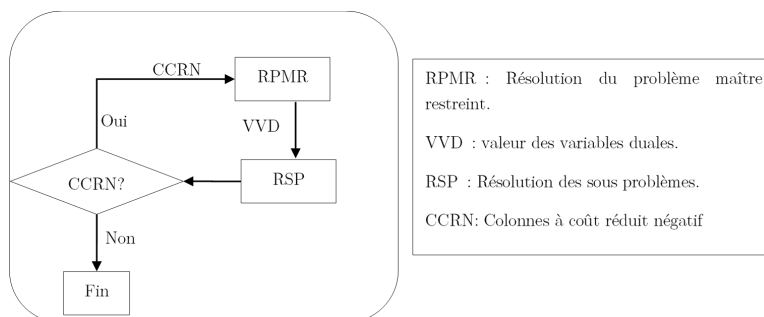 CCRN
RPMR
Oui
VVD
CCRN?
RSP
Non
Fin
RPMR : Résolution du problème maître
restreint.
VVD : valeur des variables duales.
RSP : Résolution des sous problèmes.
CCRN: Colonnes à coût réduit négatif